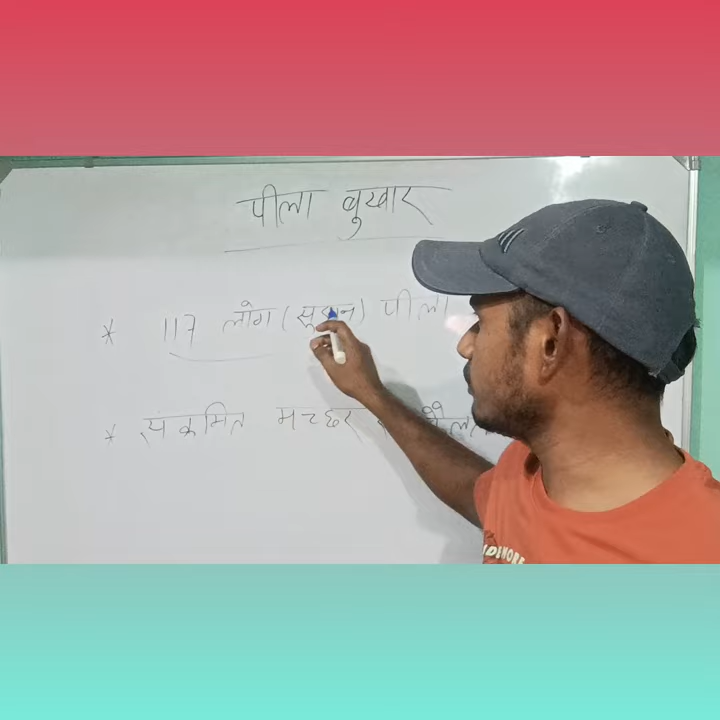 पीला बुखार
* 117 लोग (सूडान) पीला
* संक्रमित मच्छर